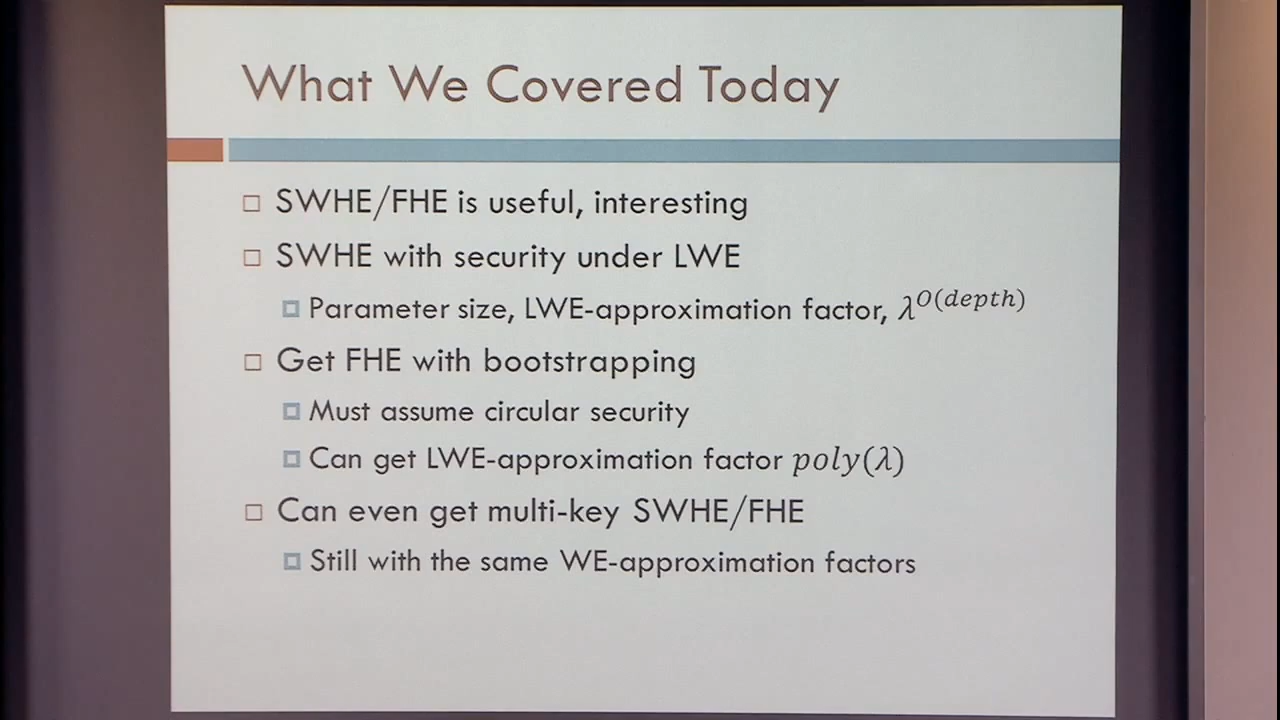 What We Covered Today
SWHE/FHE is useful, interesting
SWHE with security under LWE
Parameter size, LWE-approximation factor, λ^O(depth)
Get FHE with bootstrapping
Must assume circular security
Can get LWE-approximation factor poly(λ)
Can even get multi-key SWHE/FHE
Still with the same WE-approximation factors